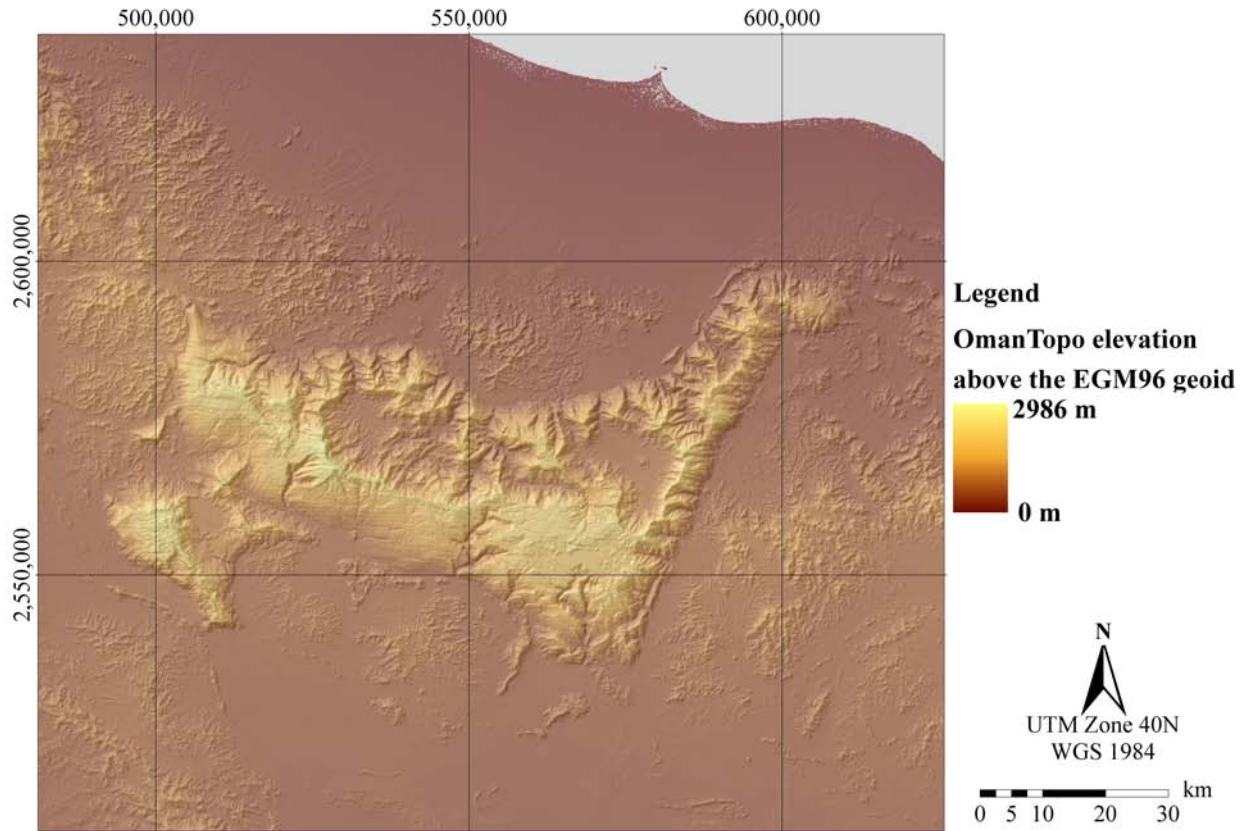 500,000 550,000 600,000
2,600,000
2,550,000
Legend
OmanTopo elevation
above the EGM96 geoid
2986 m
0 m
N
UTM Zone 40N
WGS 1984
km
0 5 10 20 30